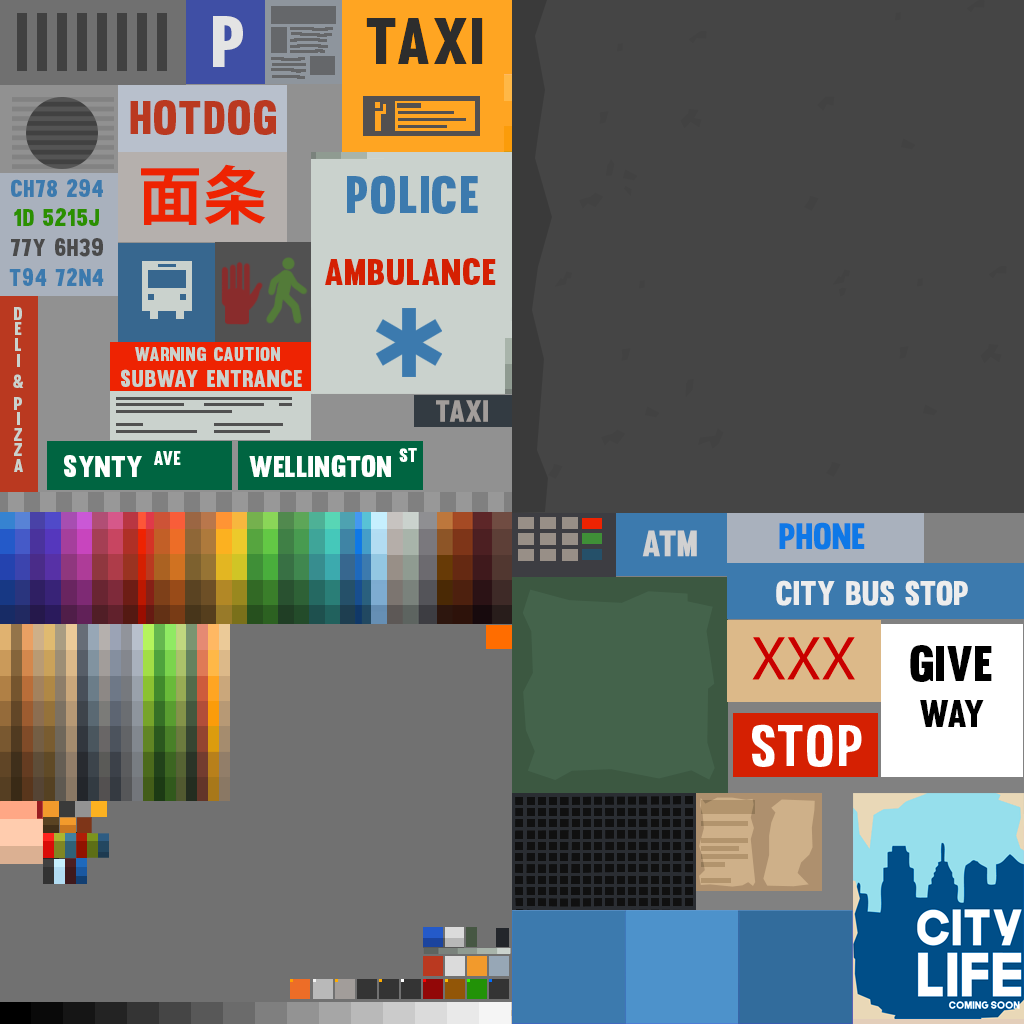 P
TAXI
HOTDOG
面条
CH78 294
1D 5215J
77Y 6H39
T94 72N4
POLICE
AMBULANCE
DELI & PIZZA
WARNING CAUTION
SUBWAY ENTRANCE
TAXI
SYNTY AVE
WELLINGTON ST
ATM
PHONE
CITY BUS STOP
XXX
GIVE
WAY
STOP
CITY
LIFE
COMING SOON